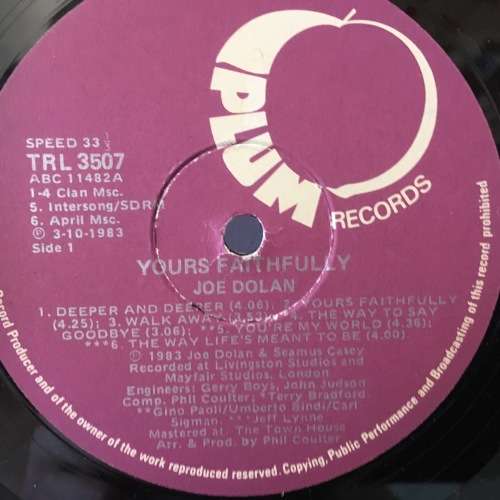 PLUM
RECORDS
SPEED 33 1/3
TRL 3507
ABC 11482A
1-4 Clan Msc.
5. Intersong/SDRM
6. April Msc.
Ⓟ 3-10-1983
Side 1
YOURS FAITHFULLY
JOE DOLAN
1. DEEPER AND DEEPER (4.06); 2. YOURS FAITHFULLY
(4.25); 3. WALK AWAY (3.53); *4. THE WAY TO SAY
GOODBYE (3.06); **5. YOU'RE MY WORLD (4.36);
***6. THE WAY LIFE'S MEANT TO BE (4.00).
Ⓟ 1983 Joe Dolan & Seamus Casey
Recorded at Livingston Studios and
Mayfair Studios, London
Engineers: Gerry Boys, John Judson
Comp. Phil Coulter; *Terry Bradford.
**Gino Paoli/Umberto Bindi/Carl
Sigman. **Jeff Lynne
Mastered at. The Town House
Arr. & Prod. by Phil Coulter
Record Producer and of the owner of the work reproduced reserved. Copying, Public Performance and Broadcasting of this record prohibited